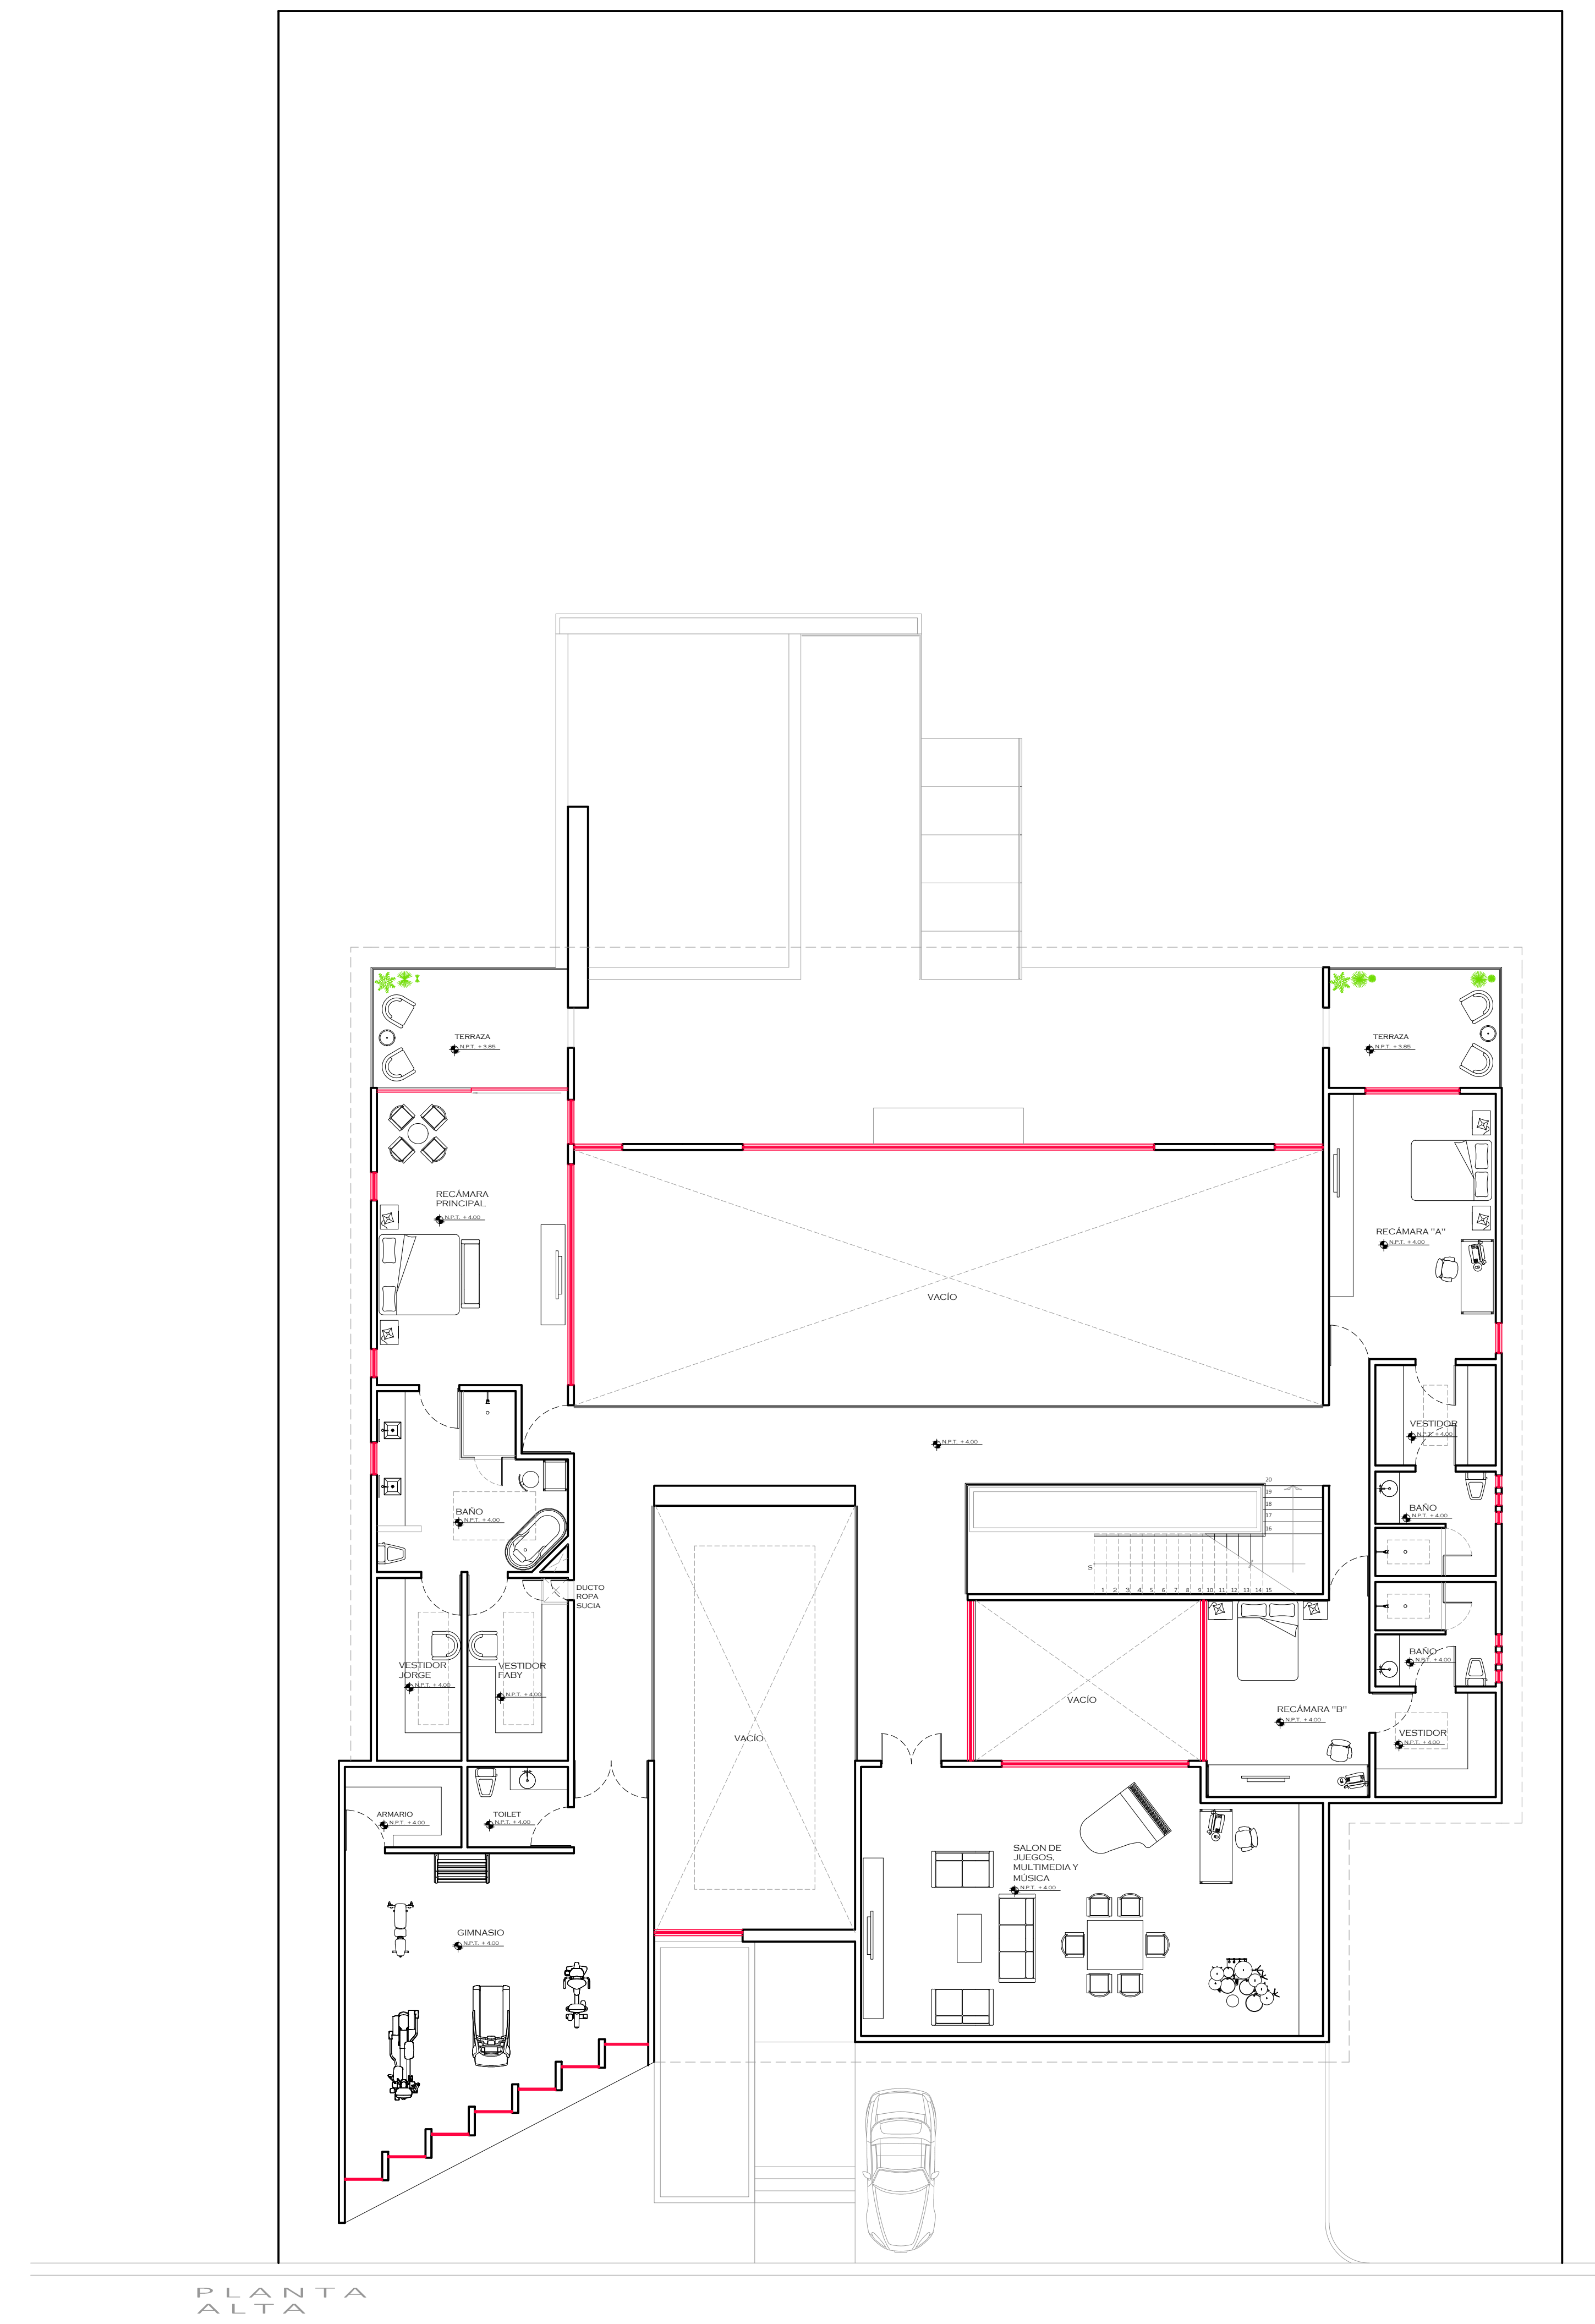 TERRAZA
N.P.T. + 3.85
TERRAZA
N.P.T. + 3.85
RECÁMARA
PRINCIPAL
N.P.T. + 4.00
RECÁMARA "A"
N.P.T. + 4.00
VACÍO
VESTIDOR
N.P.T. + 4.00
N.P.T. + 4.00
BAÑO
N.P.T. + 4.00
BAÑO
N.P.T. + 4.00
20
19
18
17
16
S
1 2 3 4 5 6 7 8 9 10 11 12 13 14 15
DUCTO
ROPA
SUCIA
BAÑO
N.P.T. + 4.00
VESTIDOR
JORGE
N.P.T. + 4.00
VESTIDOR
FABY
N.P.T. + 4.00
VACÍO
RECÁMARA "B"
N.P.T. + 4.00
VESTIDOR
N.P.T. + 4.00
VACÍO
ARMARIO
N.P.T. + 4.00
TOILET
N.P.T. + 4.00
SALON DE
JUEGOS,
MULTIMEDIA Y
MÚSICA
N.P.T. + 4.00
GIMNASIO
N.P.T. + 4.00
PLANTA
ALTA